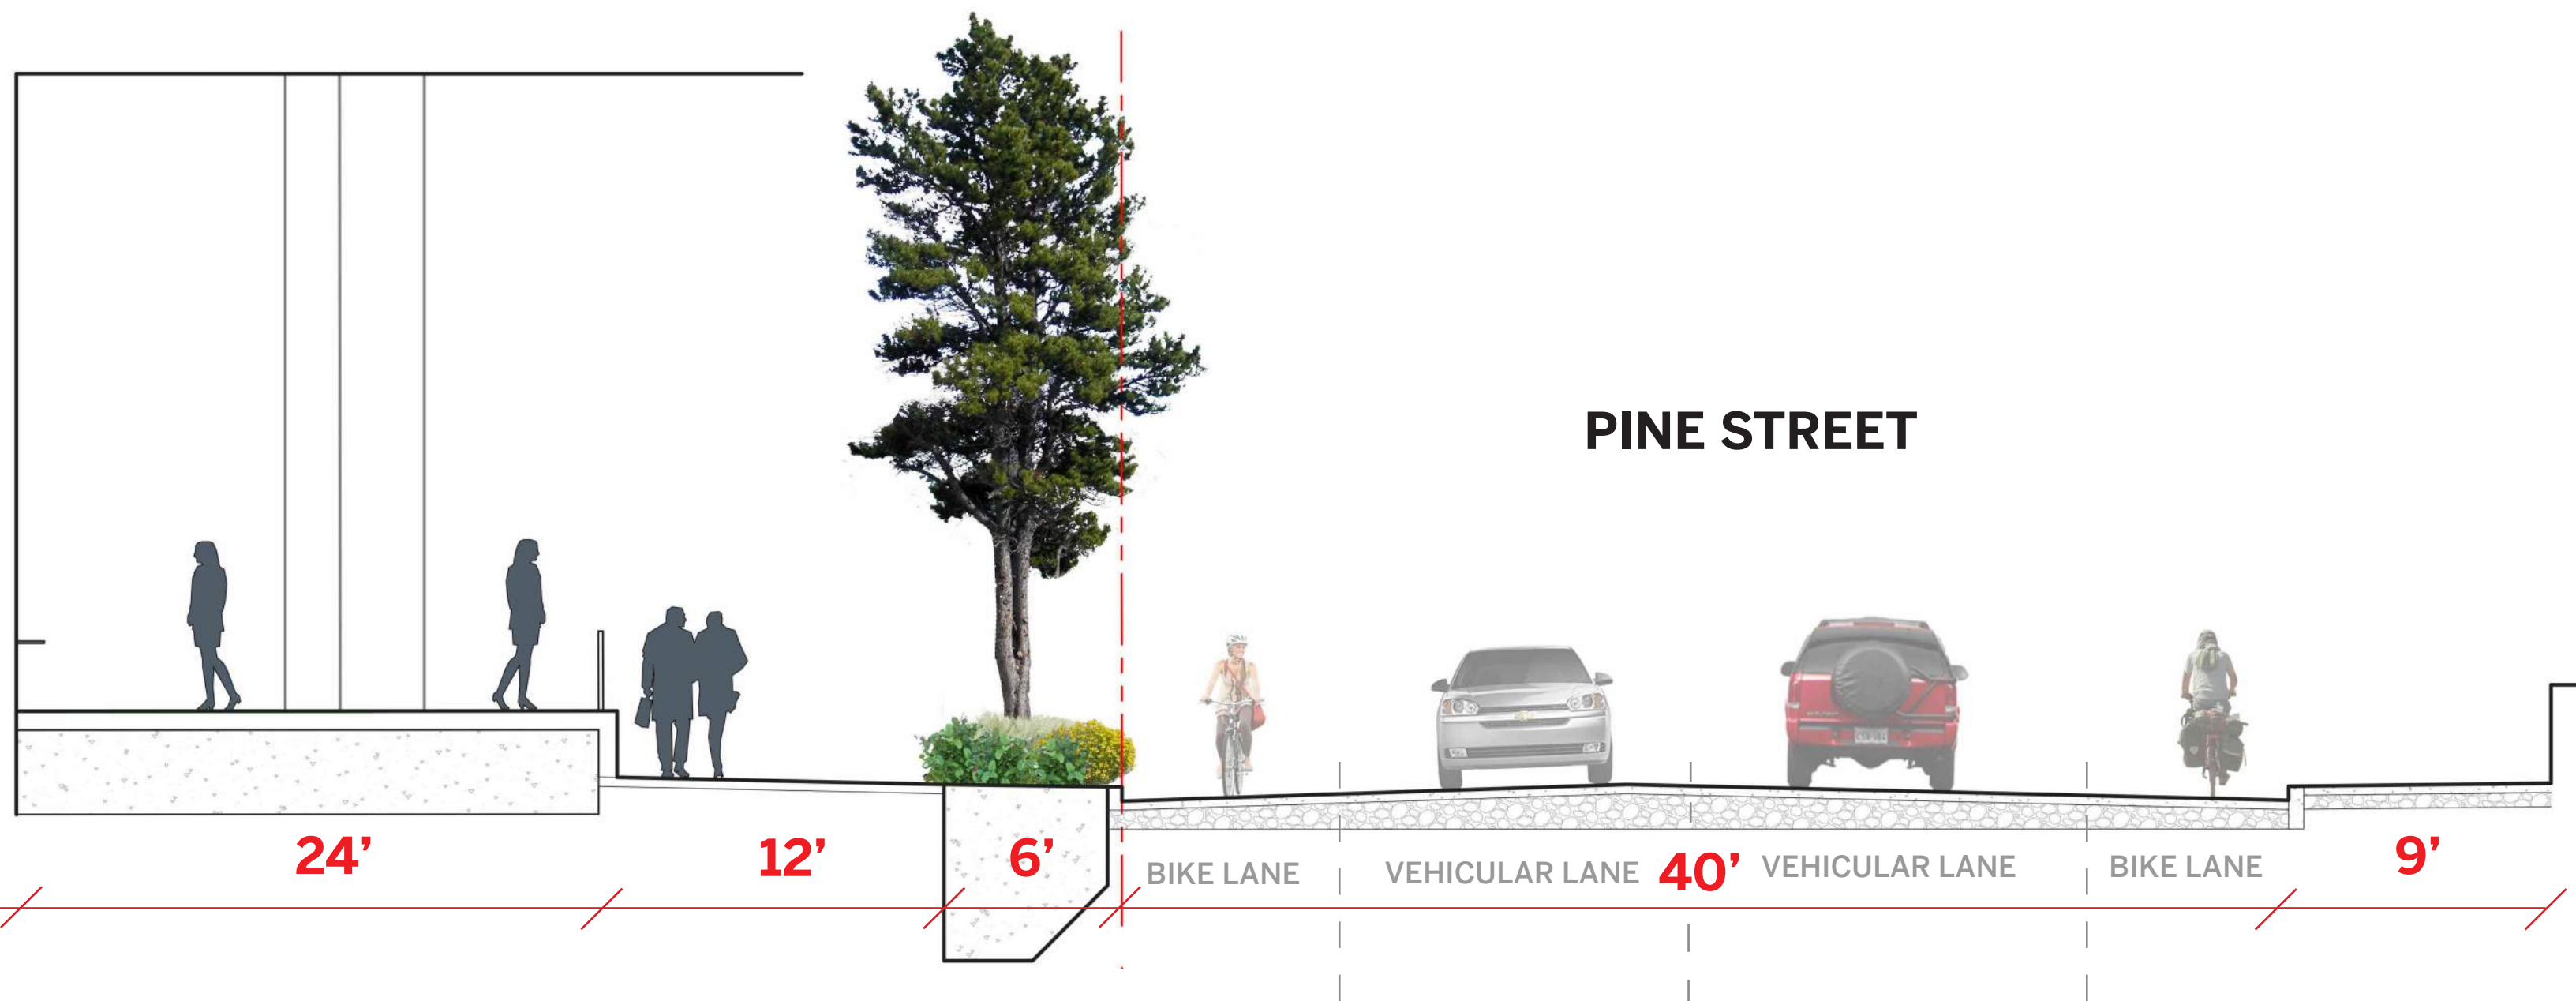 PINE STREET
24’
12’
6’
BIKE LANE
VEHICULAR LANE
40’
VEHICULAR LANE
BIKE LANE
9’